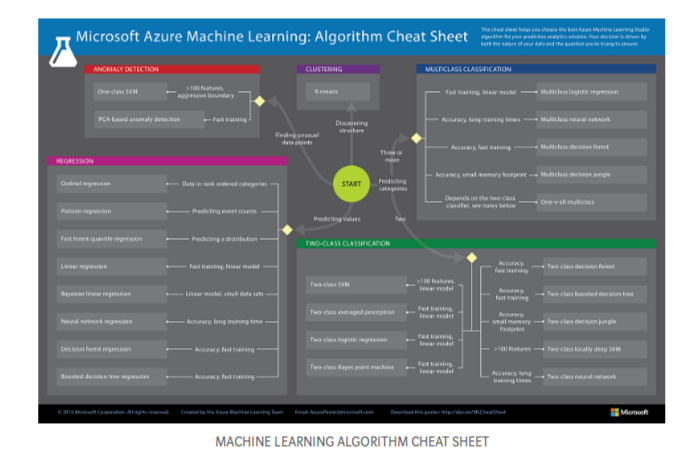 Microsoft Azure Machine Learning: Algorithm Cheat Sheet
This cheat sheet helps you choose the best Azure Machine Learning Studio
algorithm for your predictive analytics solution. Your decision is driven by
both the nature of your data and the question you're trying to answer.
ANOMALY DETECTION
One-class SVM
>100 features,
aggressive boundary
PCA-based anomaly detection
Fast training
CLUSTERING
K-means
Discovering
structure
Finding unusual
data points
MULTICLASS CLASSIFICATION
Fast training, linear model
Multiclass logistic regression
Accuracy, long training times
Multiclass neural network
Accuracy, fast training
Multiclass decision forest
Accuracy, small memory footprint
Multiclass decision jungle
Depends on the two-class
classifier, see notes below
One-v-all multiclass
Three or
more
START
Predicting
categories
Predicting values
Two
REGRESSION
Ordinal regression
Data in rank ordered categories
Poisson regression
Predicting event counts
Fast forest quantile regression
Predicting a distribution
Linear regression
Fast training, linear model
Bayesian linear regression
Linear model, small data sets
Neural network regression
Accuracy, long training time
Decision forest regression
Accuracy, fast training
Boosted decision tree regression
Accuracy, fast training
TWO-CLASS CLASSIFICATION
Two-class SVM
>100 features,
linear model
Two-class averaged perceptron
Fast training,
linear model
Two-class logistic regression
Fast training,
linear model
Two-class Bayes point machine
Fast training,
linear model
Accuracy,
fast training
Two-class decision forest
Accuracy,
fast training
Two-class boosted decision tree
Accuracy,
small memory
footprint
Two-class decision jungle
>100 features
Two-class locally deep SVM
Accuracy, long
training times
Two-class neural network
© 2015 Microsoft Corporation. All rights reserved.
Created by the Azure Machine Learning Team
Email: AzurePoster@microsoft.com
Download this poster: http://aka.ms/MLCheatSheet
Microsoft
MACHINE LEARNING ALGORITHM CHEAT SHEET